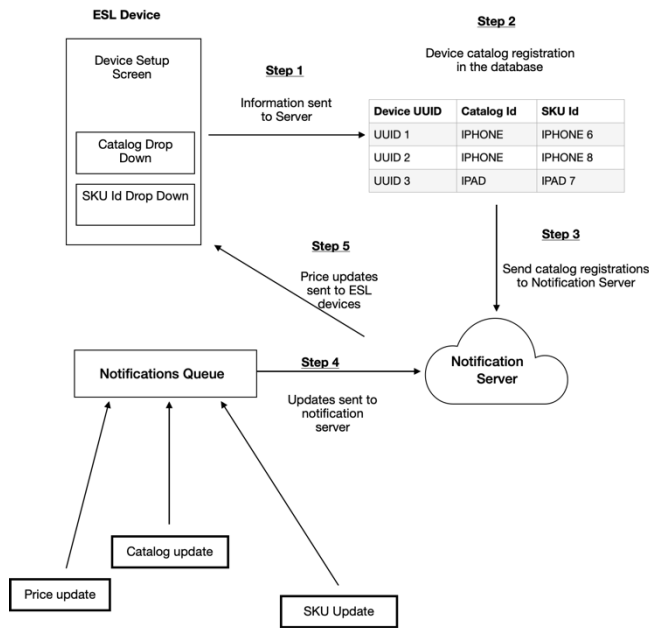 ESL Device
Device Setup
Screen
Catalog Drop
Down
SKU Id Drop Down
Step 1
Information sent
to Server
Step 2
Device catalog registration
in the database
Device UUID Catalog Id SKU Id
UUID 1 IPHONE IPHONE 6
UUID 2 IPHONE IPHONE 8
UUID 3 IPAD IPAD 7
Step 3
Send catalog registrations
to Notification Server
Step 5
Price updates
sent to ESL
devices
Notifications Queue
Step 4
Updates sent to
notification
server
Notification
Server
Catalog update
Price update
SKU Update